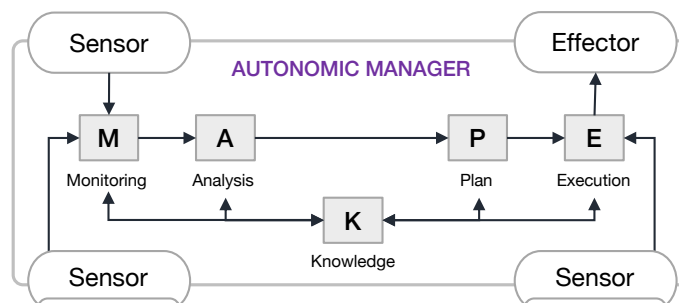 Sensor
Effector
AUTONOMIC MANAGER
M
A
P
E
Monitoring
Analysis
Plan
Execution
K
Knowledge
Sensor
Sensor